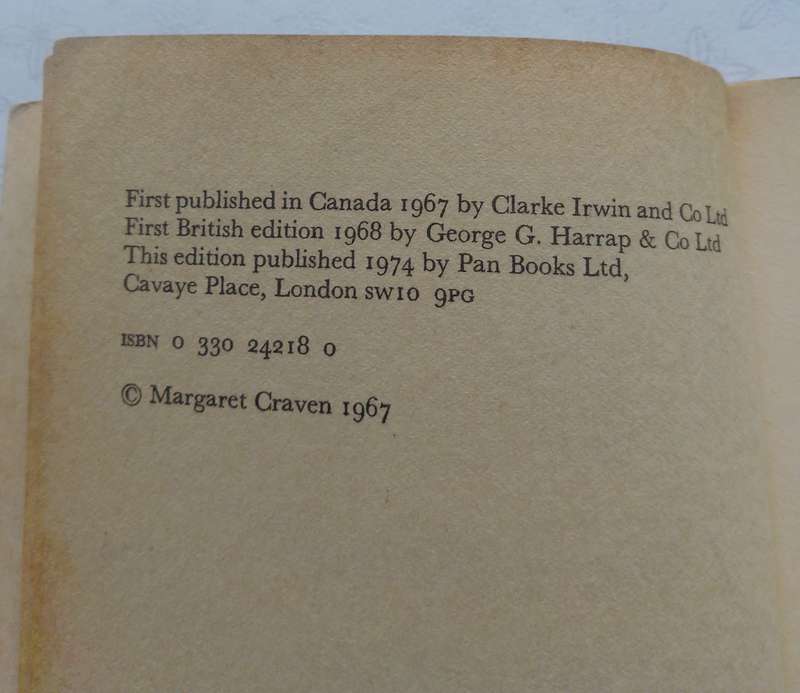 First published in Canada 1967 by Clarke Irwin and Co Ltd
First British edition 1968 by George G. Harrap & Co Ltd
This edition published 1974 by Pan Books Ltd,
Cavaye Place, London SW10 9PG
ISBN 0 330 24218 0
© Margaret Craven 1967